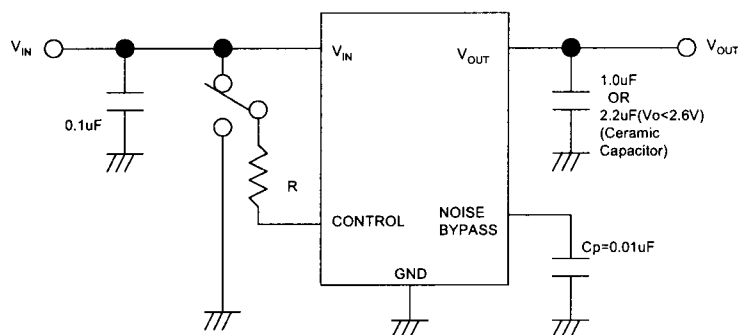 V_IN
V_IN
V_OUT
V_OUT
0.1uF
1.0uF
OR
2.2uF(Vo<2.6V)
(Ceramic
Capacitor)
R
CONTROL
NOISE
BYPASS
Cp=0.01uF
GND